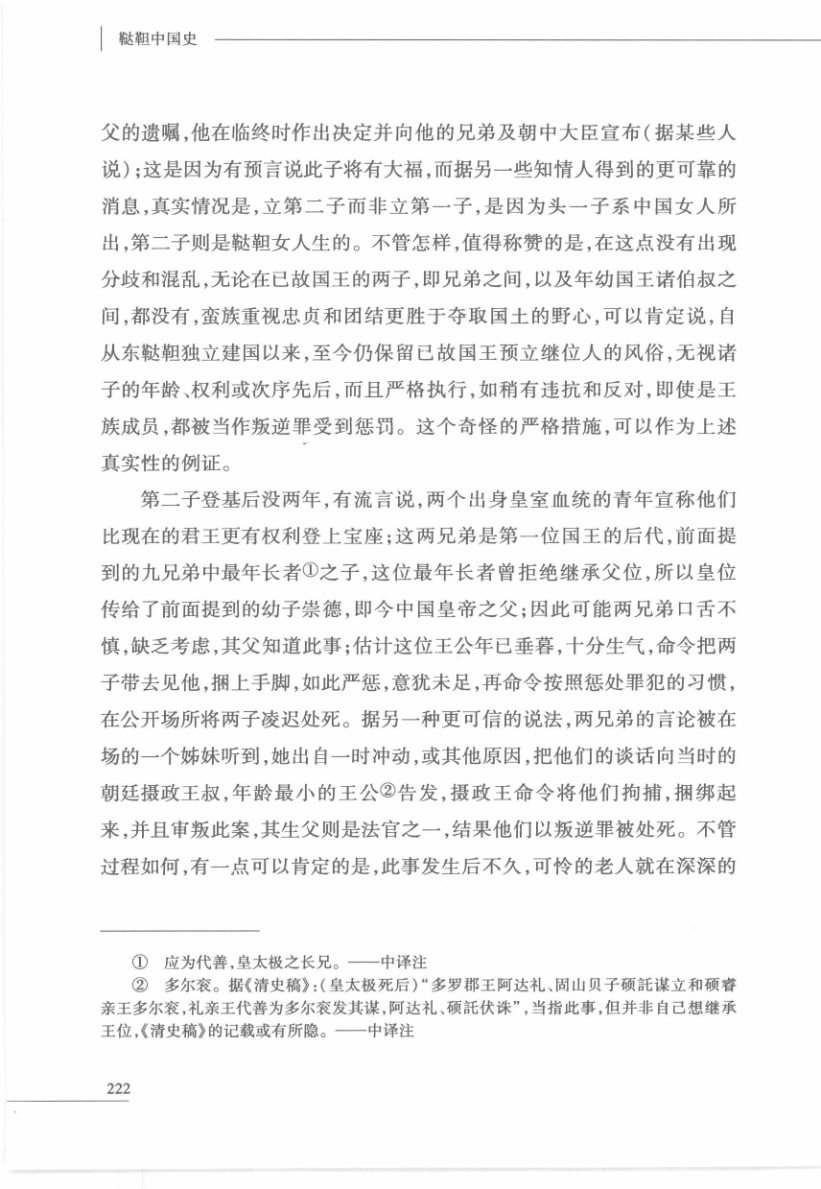 鞑靼中国史
父的遗嘱,他在临终时作出决定并向他的兄弟及朝中大臣宣布(据某些人
说);这是因为有预言说此子将有大福,而据另一些知情人得到的更可靠的
消息,真实情况是,立第二子而非立第一子,是因为头一子系中国女人所
出,第二子则是鞑靼女人生的。不管怎样,值得称赞的是,在这点没有出现
分歧和混乱,无论在已故国王的两子,即兄弟之间,以及年幼国王诸伯叔之
间,都没有,蛮族重视忠贞和团结更胜于夺取国土的野心,可以肯定说,自
从东鞑靼独立建国以来,至今仍保留已故国王预立继位人的风俗,无视诸
子的年龄、权利或次序先后,而且严格执行,如稍有违抗和反对,即使是王
族成员,都被当作叛逆罪受到惩罚。这个奇怪的严格措施,可以作为上述
真实性的例证。
第二子登基后没两年,有流言说,两个出身皇室血统的青年宣称他们
比现在的君王更有权利登上宝座;这两兄弟是第一位国王的后代,前面提
到的九兄弟中最年长者①之子,这位最年长者曾拒绝继承父位,所以皇位
传给了前面提到的幼子崇德,即今中国皇帝之父;因此可能两兄弟口舌不
慎,缺乏考虑,其父知道此事;估计这位王公年已垂暮,十分生气,命令把两
子带去见他,捆上手脚,如此严惩,意犹未足,再命令按照惩处罪犯的习惯,
在公开场所将两子凌迟处死。据另一种更可信的说法,两兄弟的言论被在
场的一个姊妹听到,她出自一时冲动,或其他原因,把他们的谈话向当时的
朝廷摄政王叔,年龄最小的王公②告发,摄政王命令将他们拘捕,捆绑起
来,并且审叛此案,其生父则是法官之一,结果他们以叛逆罪被处死。不管
过程如何,有一点可以肯定的是,此事发生后不久,可怜的老人就在深深的
① 应为代善,皇太极之长兄。——中译注
② 多尔衮。据《清史稿》:(皇太极死后)“多罗郡王阿达礼、固山贝子硕託谋立和硕睿
亲王多尔衮,礼亲王代善为多尔衮发其谋,阿达礼、硕託伏诛”,当指此事,但并非自己想继承
王位,《清史稿》的记载或有所隐。——中译注
222